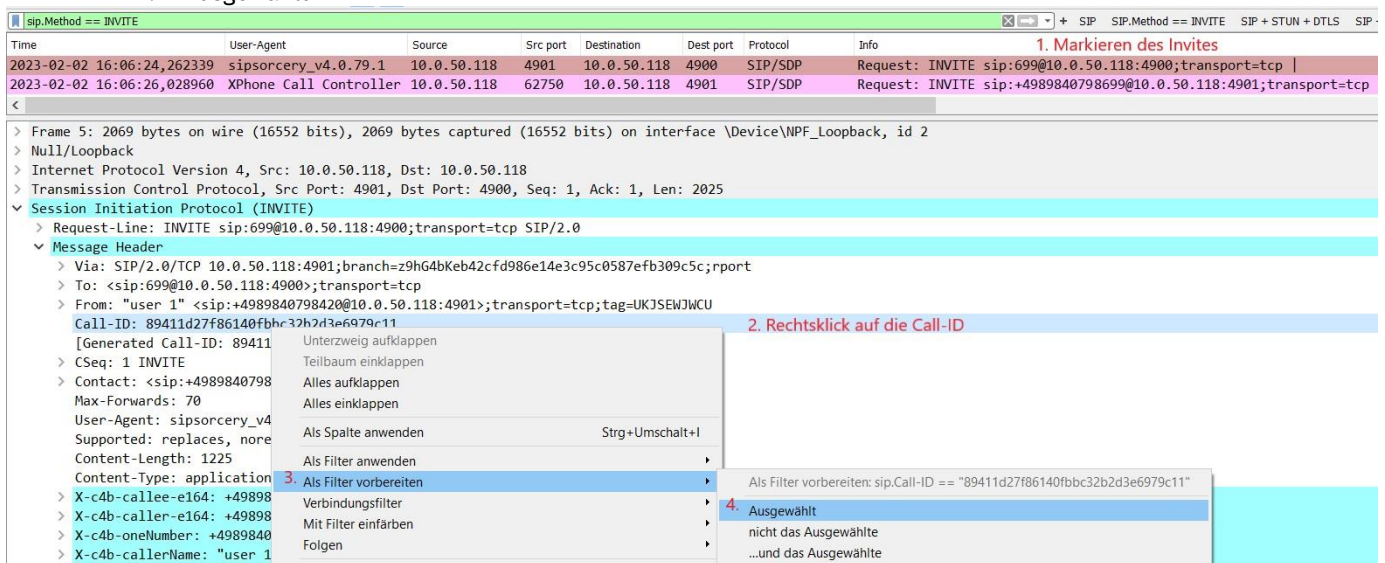 sip.Method == INVITE + SIP SIP.Method == INVITE SIP + STUN + DTLS SIP
Time User-Agent Source Src port Destination Dest port Protocol Info 1. Markieren des Invites
2023-02-02 16:06:24,262339 sipsorcery_v4.0.79.1 10.0.50.118 4901 10.0.50.118 4900 SIP/SDP Request: INVITE sip:699@10.0.50.118:4900;transport=tcp |
2023-02-02 16:06:26,028960 XPhone Call Controller 10.0.50.118 62750 10.0.50.118 4901 SIP/SDP Request: INVITE sip:+4989840798699@10.0.50.118:4901;transport=tcp
Frame 5: 2069 bytes on wire (16552 bits), 2069 bytes captured (16552 bits) on interface \Device\NPF_Loopback, id 2
Null/Loopback
Internet Protocol Version 4, Src: 10.0.50.118, Dst: 10.0.50.118
Transmission Control Protocol, Src Port: 4901, Dst Port: 4900, Seq: 1, Ack: 1, Len: 2025
Session Initiation Protocol (INVITE)
Request-Line: INVITE sip:699@10.0.50.118:4900;transport=tcp SIP/2.0
Message Header
Via: SIP/2.0/TCP 10.0.50.118:4901;branch=z9hG4bKeb42cfd986e14e3c95c0587efb309c5c;rport
To: <sip:699@10.0.50.118:4900>;transport=tcp
From: "user 1" <sip:+4989840798420@10.0.50.118:4901>;transport=tcp;tag=UKJSEWJWCU
Call-ID: 89411d27f86140fbbc32b2d3e6979c11 2. Rechtsklick auf die Call-ID
[Generated Call-ID: 89411 Unterzweig aufklappen
CSeq: 1 INVITE Teilbaum einklappen
Contact: <sip:+4989840798 Alles aufklappen
Max-Forwards: 70 Alles einklappen
User-Agent: sipsorcery_v4
Supported: replaces, nore Als Spalte anwenden Strg+Umschalt+I
Content-Length: 1225 Als Filter anwenden
Content-Type: application 3. Als Filter vorbereiten Als Filter vorbereiten: sip.Call-ID == "89411d27f86140fbbc32b2d3e6979c11"
X-c4b-callee-e164: +49898 Verbindungsfilter 4. Ausgewählt
X-c4b-caller-e164: +49898 Mit Filter einfärben nicht das Ausgewählte
X-c4b-oneNumber: +4989840 Folgen ...und das Ausgewählte
X-c4b-callerName: "user 1